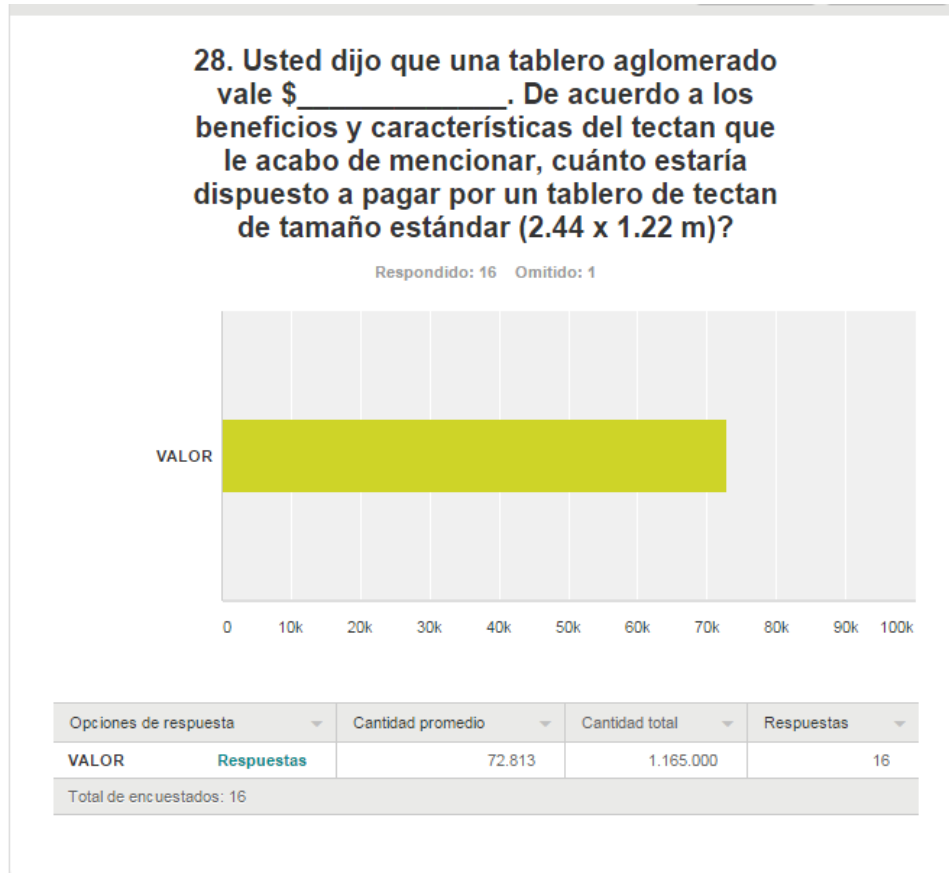 28. Usted dijo que una tablero aglomerado
vale $_____________. De acuerdo a los
beneficios y características del tectan que
le acabo de mencionar, cuánto estaría
dispuesto a pagar por un tablero de tectan
de tamaño estándar (2.44 x 1.22 m)?
Respondido: 16 Omitido: 1
VALOR
0 10k 20k 30k 40k 50k 60k 70k 80k 90k 100k
Opciones de respuesta Cantidad promedio Cantidad total Respuestas
VALOR Respuestas 72.813 1.165.000 16
Total de encuestados: 16